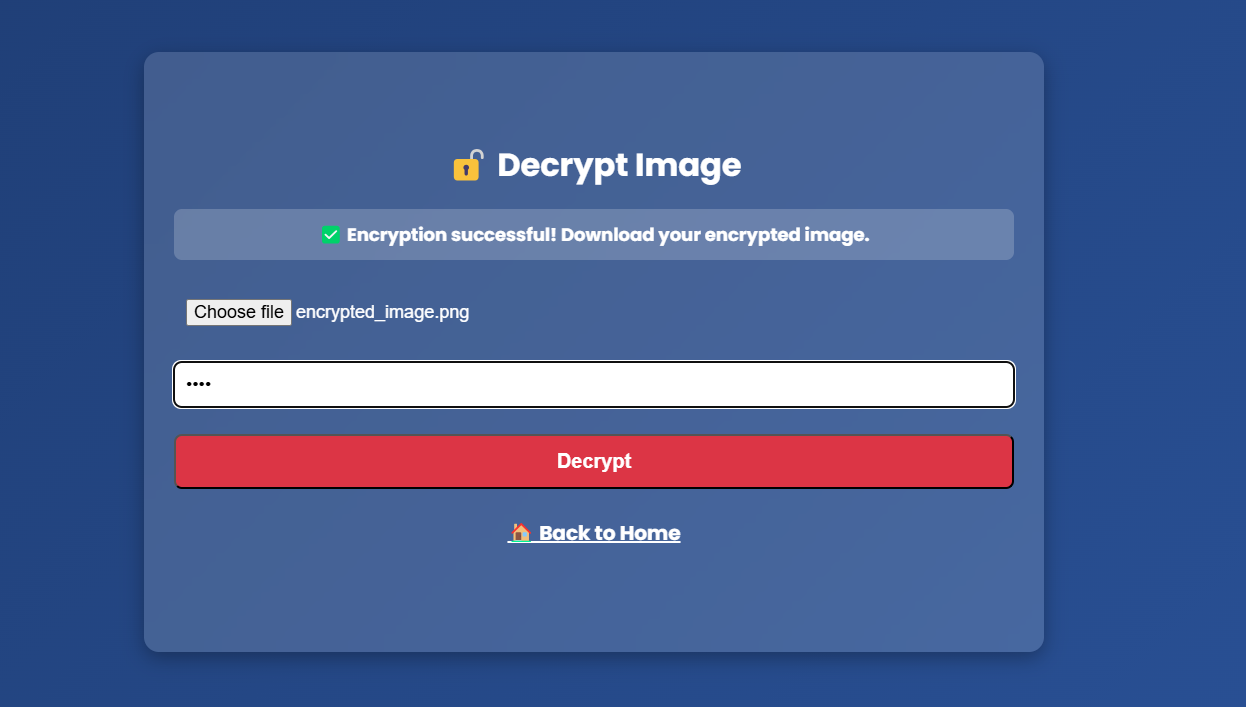 🔓 Decrypt Image
✅ Encryption successful! Download your encrypted image.
Choose file encrypted_image.png
••••
Decrypt
🏠 Back to Home